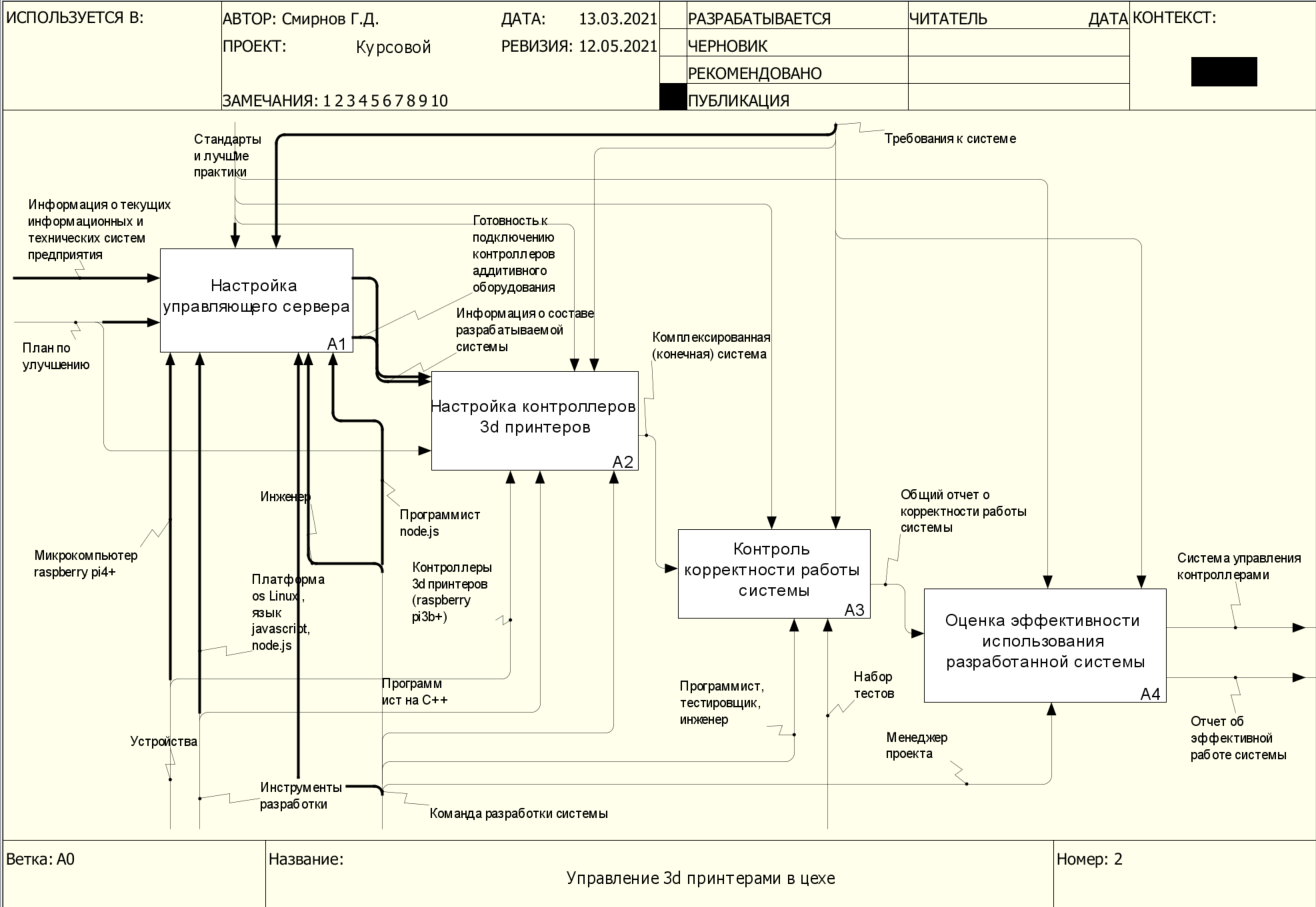 ИСПОЛЬЗУЕТСЯ В:
АВТОР: Смирнов Г.Д.
ДАТА: 13.03.2021
ПРОЕКТ: Курсовой
РЕВИЗИЯ: 12.05.2021
ЗАМЕЧАНИЯ: 1 2 3 4 5 6 7 8 9 10
РАЗРАБАТЫВАЕТСЯ
ЧЕРНОВИК
РЕКОМЕНДОВАНО
ПУБЛИКАЦИЯ
ЧИТАТЕЛЬ
ДАТА
КОНТЕКСТ:
Стандарты
и лучшие
практики
Требования к системе
Информация о текущих
информационных и
технических систем
предприятия
План по
улучшению
Настройка
управляющего сервера
A1
Готовность к
подключению
контроллеров
аддитивного
оборудования
Информация о составе
разрабатываемой
системы
Комплексированная
(конечная) система
Настройка контроллеров
3d принтеров
A2
Инженер
Программист
node.js
Микрокомпьютер
raspberry pi4+
Платформа
os Linux ,
язык
javascript,
node.js
Контроллеры
3d принтеров
(raspberry
pi3b+)
Общий отчет о
корректности работы
системы
Контроль
корректности работы
системы
A3
Система управления
контроллерами
Оценка эффективности
использования
разработанной системы
A4
Программ
ист на С++
Программист,
тестировщик,
инженер
Набор
тестов
Устройства
Менеджер
проекта
Отчет об
эффективной
работе системы
Инструменты
разработки
Команда разработки системы
Ветка: A0
Название:
Управление 3d принтерами в цехе
Номер: 2